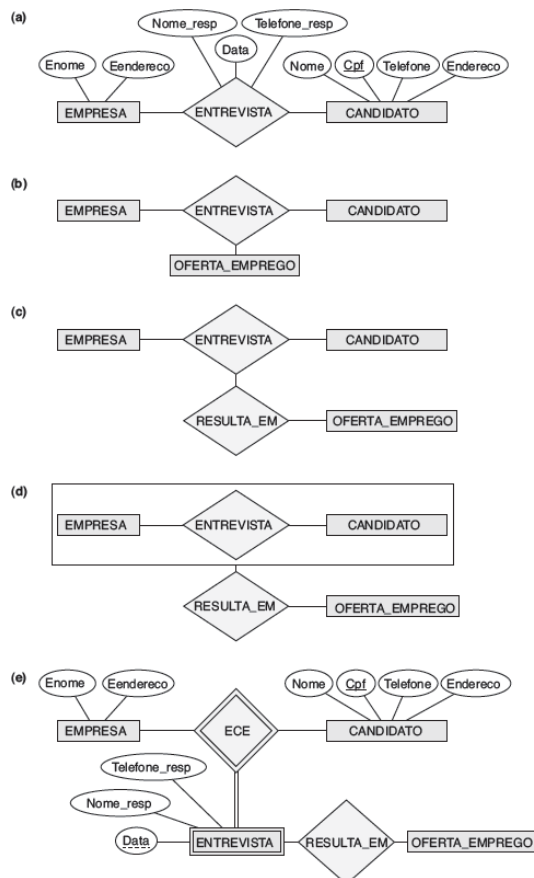 (a)
Nome_resp Telefone_resp
Data
Enome Eendereco Nome Cpf Telefone Endereco
EMPRESA ENTREVISTA CANDIDATO
(b)
EMPRESA ENTREVISTA CANDIDATO
OFERTA_EMPREGO
(c)
EMPRESA ENTREVISTA CANDIDATO
RESULTA_EM OFERTA_EMPREGO
(d)
EMPRESA ENTREVISTA CANDIDATO
RESULTA_EM OFERTA_EMPREGO
(e)
Enome Eendereco Nome Cpf Telefone Endereco
EMPRESA ECE CANDIDATO
Telefone_resp
Nome_resp
Data ENTREVISTA RESULTA_EM OFERTA_EMPREGO